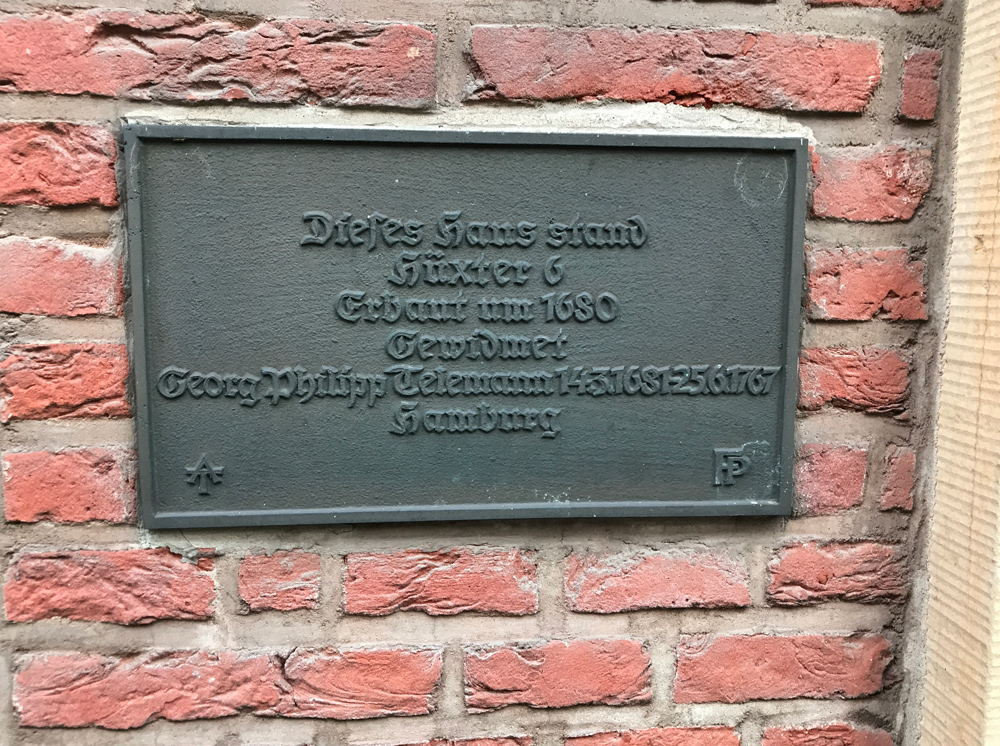 Dieses Haus stand
Hüxter 6
Erbaut um 1680
Gewidmet
Georg Philipp Telemann 14.3.1681-25.6.1767
Hamburg
FP